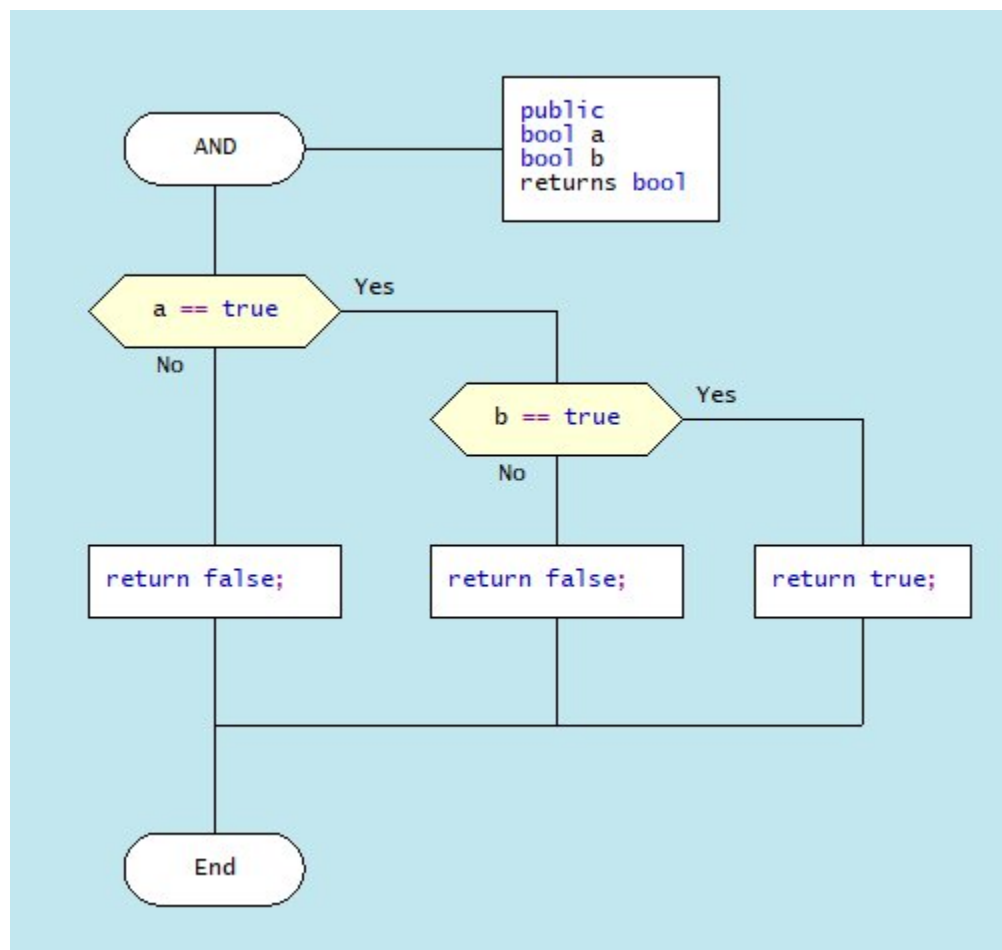 AND
public
bool a
bool b
returns bool
a == true
Yes
No
b == true
Yes
No
return false;
return false;
return true;
End